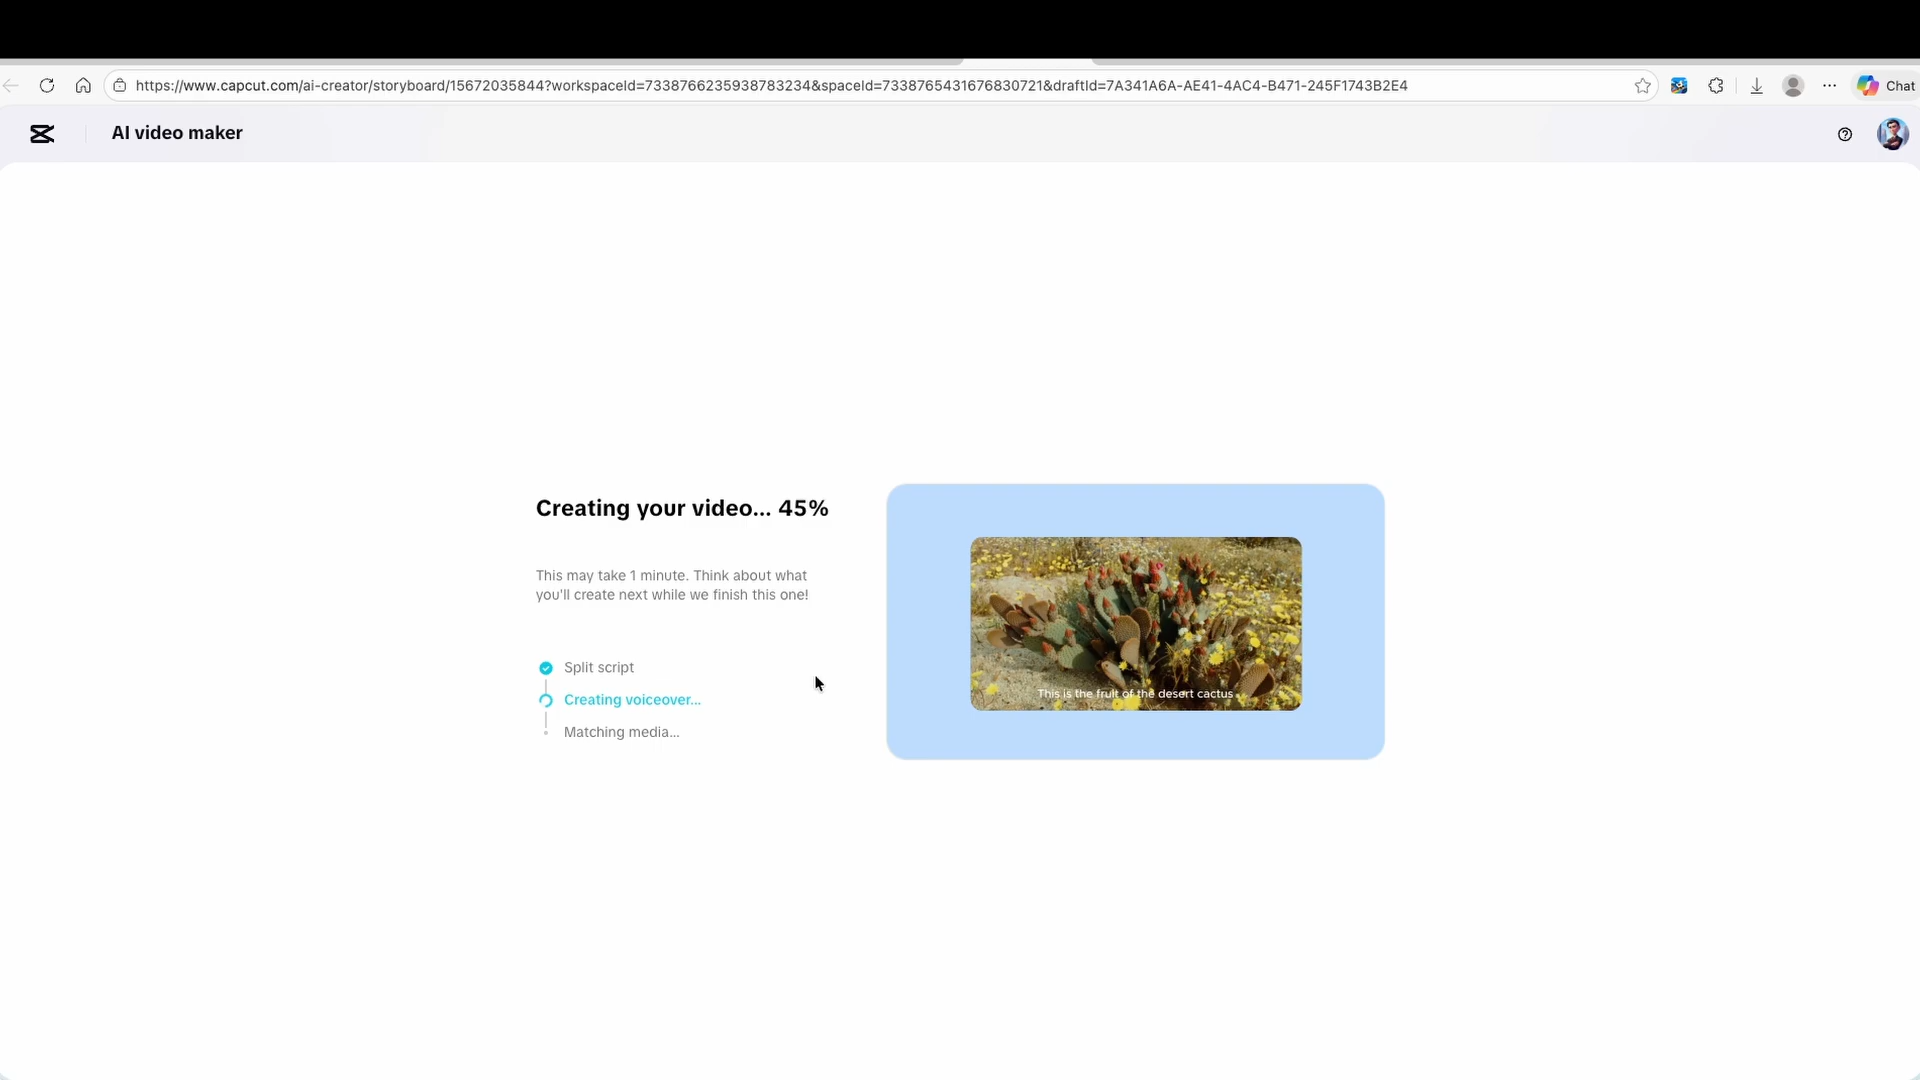 https://www.capcut.com/ai-creator/storyboard/15672035844?workspaceId=7338766235938783234&spaceId=7338765431676830721&draftId=7A341A6A-AE41-4AC4-B471-245F1743B2E4
Chat
AI video maker
Creating your video... 45%
This may take 1 minute. Think about what
you'll create next while we finish this one!
Split script
Creating voiceover...
Matching media...
This is the fruit of the desert cactus